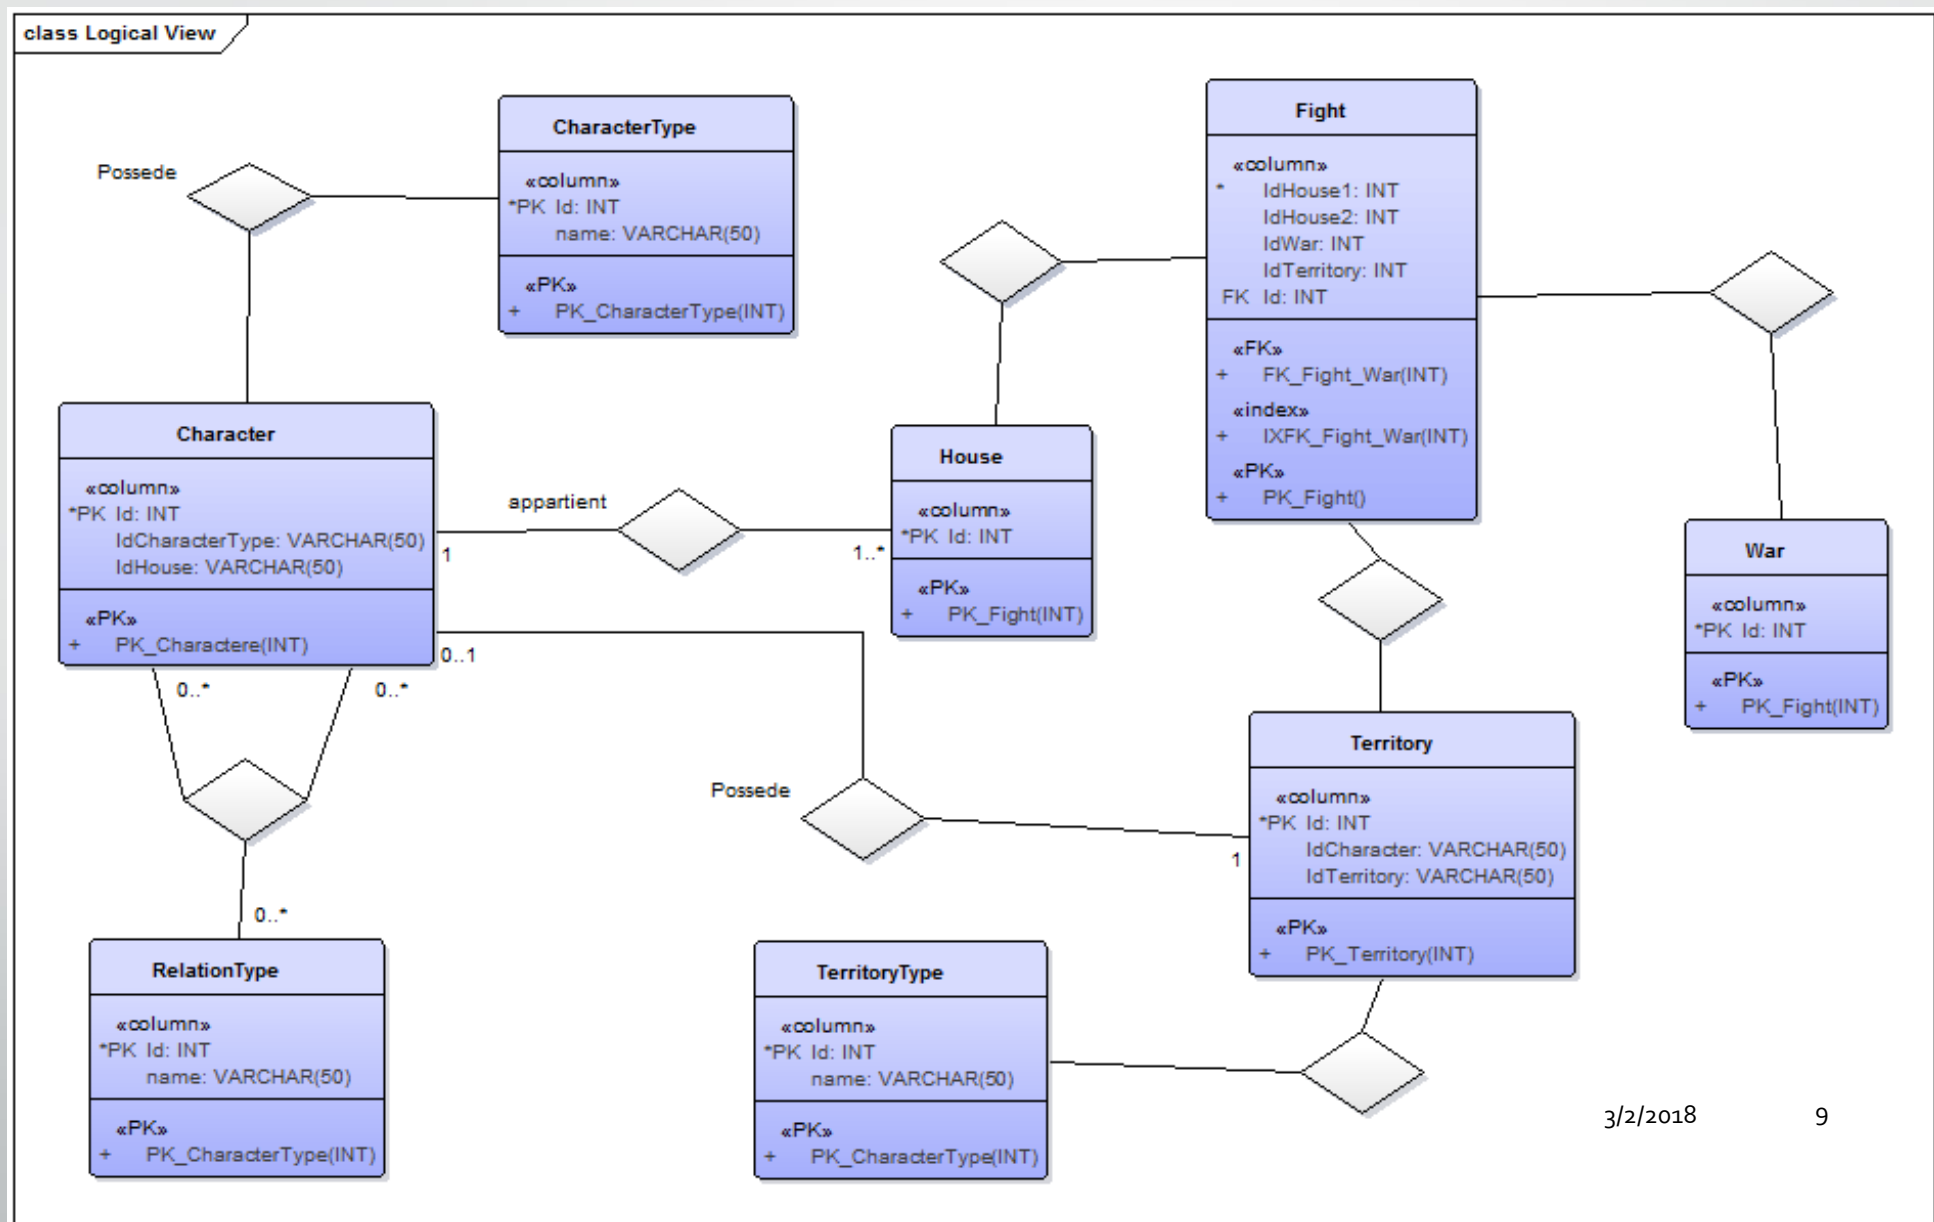 class Logical View
Possede
CharacterType
«column»
*PK Id: INT
name: VARCHAR(50)
«PK»
+ PK_CharacterType(INT)
Fight
«column»
* IdHouse1: INT
IdHouse2: INT
IdWar: INT
IdTerritory: INT
FK Id: INT
«FK»
+ FK_Fight_War(INT)
«index»
+ IXFK_Fight_War(INT)
«PK»
+ PK_Fight()
Character
«column»
*PK Id: INT
IdCharacterType: VARCHAR(50)
IdHouse: VARCHAR(50)
«PK»
+ PK_Charactere(INT)
appartient
1
1..*
House
«column»
*PK Id: INT
«PK»
+ PK_Fight(INT)
War
«column»
*PK Id: INT
«PK»
+ PK_Fight(INT)
0..1
0..*
0..*
Possede
1
Territory
«column»
*PK Id: INT
IdCharacter: VARCHAR(50)
IdTerritory: VARCHAR(50)
«PK»
+ PK_Territory(INT)
0..*
RelationType
«column»
*PK Id: INT
name: VARCHAR(50)
«PK»
+ PK_CharacterType(INT)
TerritoryType
«column»
*PK Id: INT
name: VARCHAR(50)
«PK»
+ PK_CharacterType(INT)
3/2/2018 9